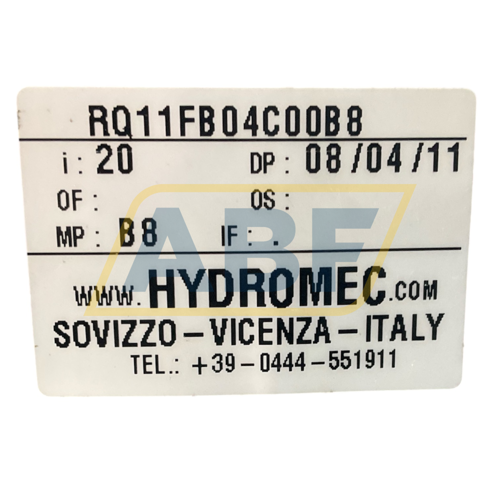 RQ11FB04C00B8
i: 20 DP: 08/04/11
OF: OS:
MP: B8 IF: .
ABF
www.HYDROMEC.com
SOVIZZO-VICENZA-ITALY
TEL.: +39-0444-551911